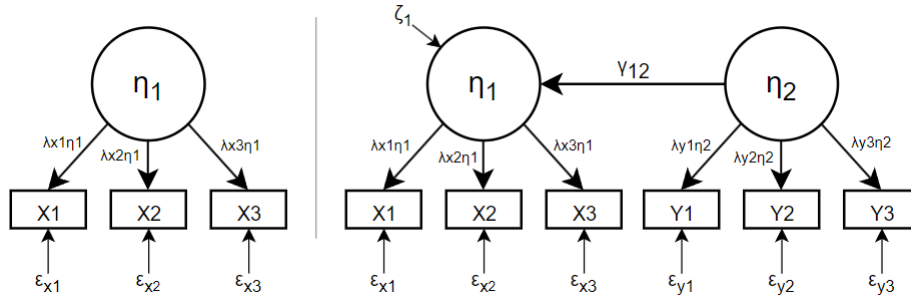 η1
λx1η1
λx2η1
λx3η1
X1
X2
X3
εx1
εx2
εx3
ζ1
η1
γ12
η2
λx1η1
λx2η1
λx3η1
λy1η2
λy2η2
λy3η2
X1
X2
X3
Y1
Y2
Y3
εx1
εx2
εx3
εy1
εy2
εy3